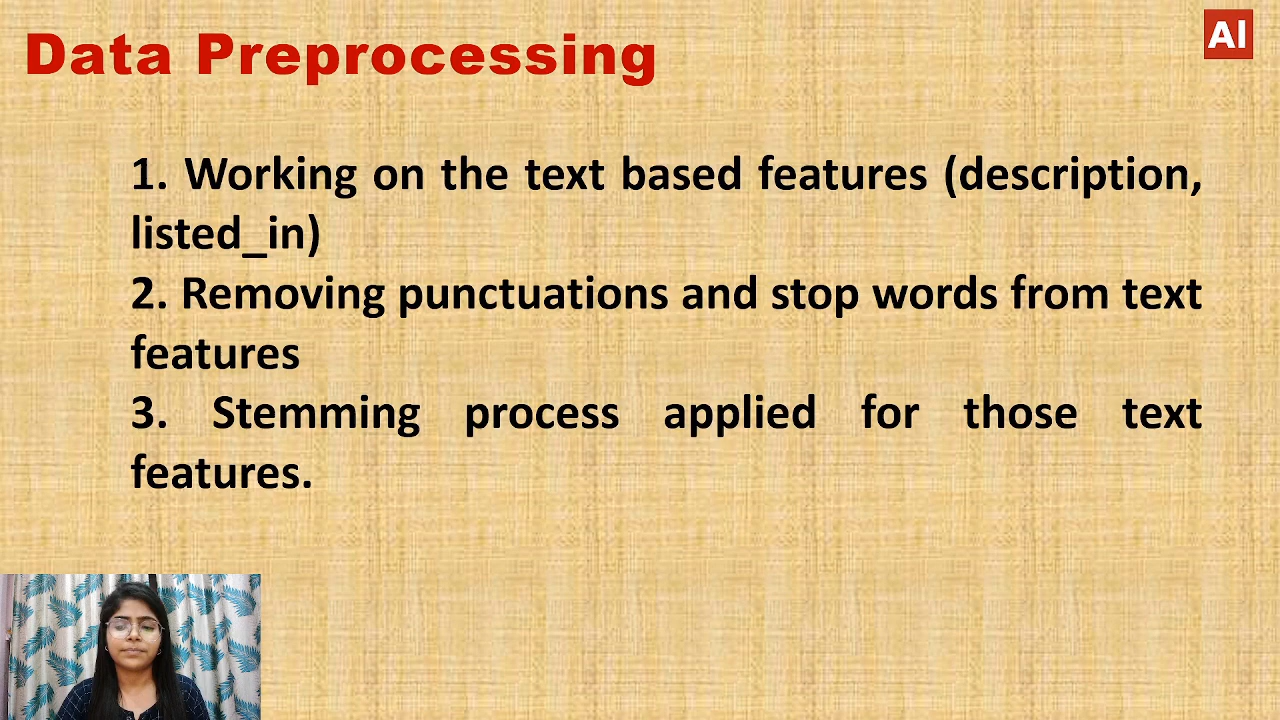 Data Preprocessing
AI
1. Working on the text based features (description,
listed_in)
2. Removing punctuations and stop words from text
features
3. Stemming process applied for those text
features.